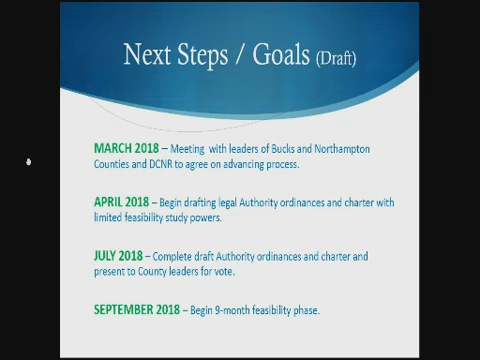 Next Steps / Goals (Draft)
MARCH 2018 – Meeting with leaders of Bucks and Northampton
Counties and DCNR to agree on advancing process.
APRIL 2018 – Begin drafting legal Authority ordinances and charter with
limited feasibility study powers.
JULY 2018 – Complete draft Authority ordinances and charter and
present to County leaders for vote.
SEPTEMBER 2018 – Begin 9-month feasibility phase.